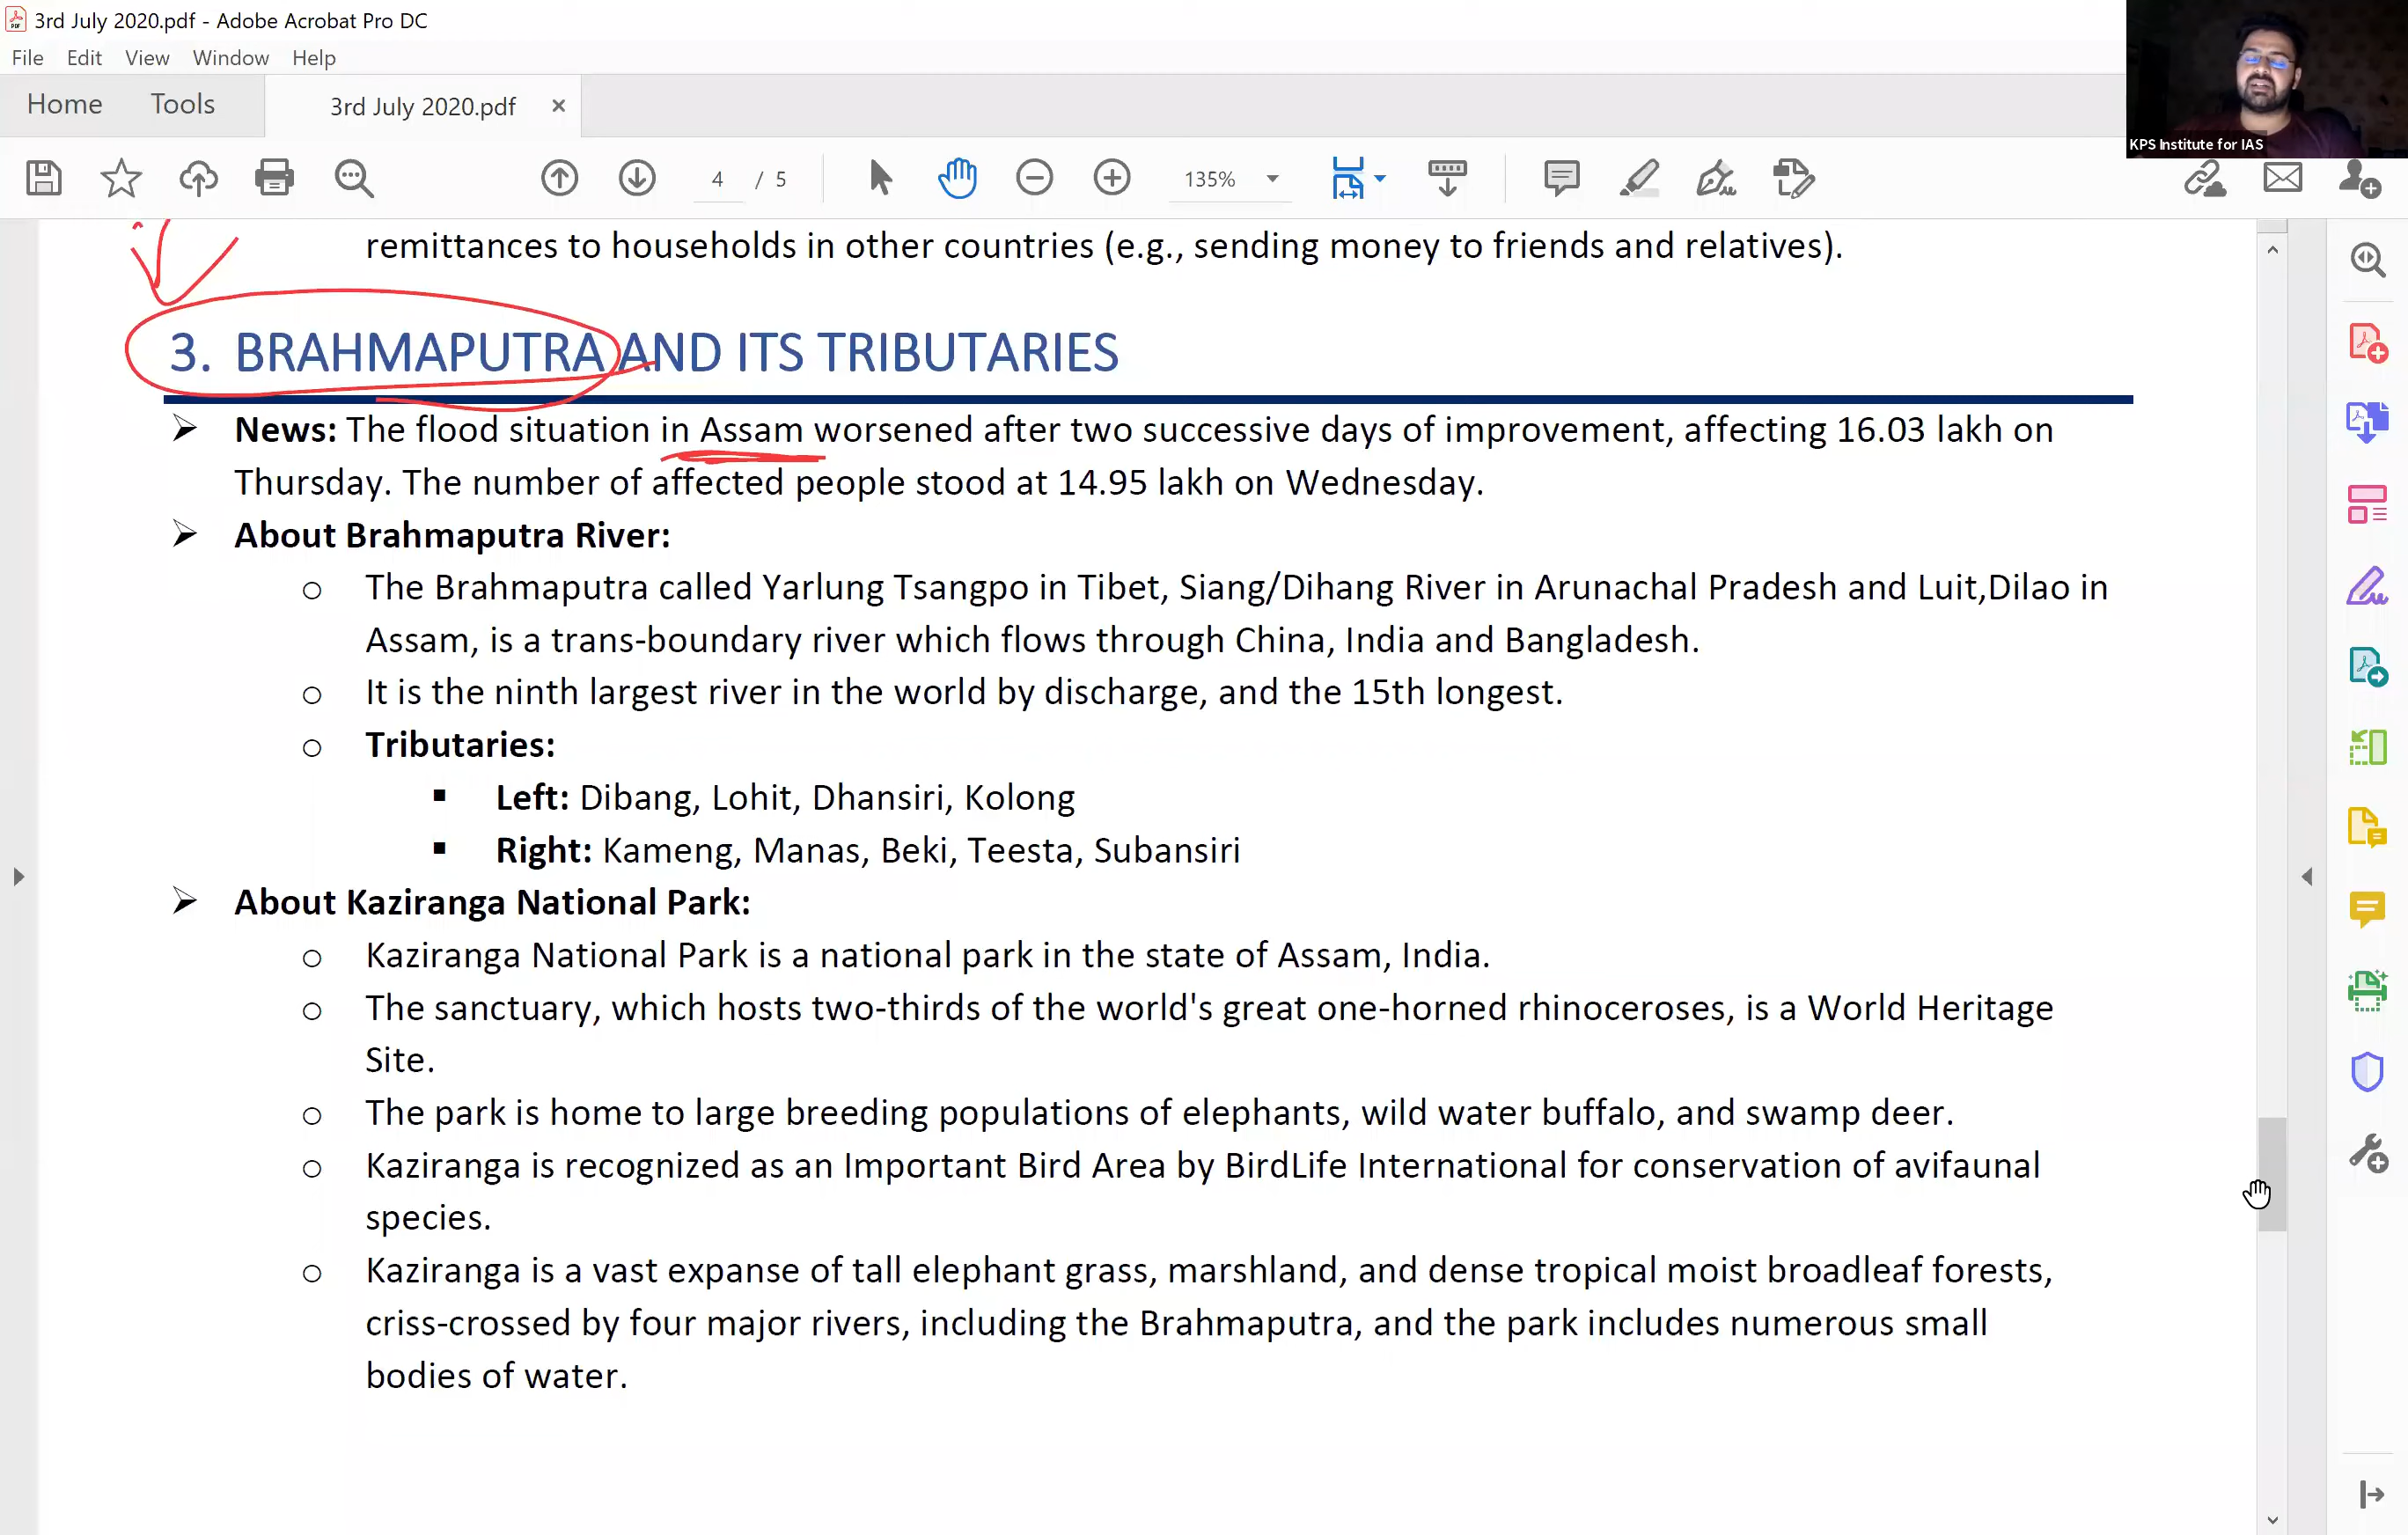 3rd July 2020.pdf - Adobe Acrobat Pro DC
File Edit View Window Help
Home Tools 3rd July 2020.pdf ×
4 / 5 135%
KPS Institute for IAS
remittances to households in other countries (e.g., sending money to friends and relatives).
3. BRAHMAPUTRA AND ITS TRIBUTARIES
➢ News: The flood situation in Assam worsened after two successive days of improvement, affecting 16.03 lakh on
Thursday. The number of affected people stood at 14.95 lakh on Wednesday.
➢ About Brahmaputra River:
o The Brahmaputra called Yarlung Tsangpo in Tibet, Siang/Dihang River in Arunachal Pradesh and Luit,Dilao in
Assam, is a trans-boundary river which flows through China, India and Bangladesh.
o It is the ninth largest river in the world by discharge, and the 15th longest.
o Tributaries:
▪ Left: Dibang, Lohit, Dhansiri, Kolong
▪ Right: Kameng, Manas, Beki, Teesta, Subansiri
➢ About Kaziranga National Park:
o Kaziranga National Park is a national park in the state of Assam, India.
o The sanctuary, which hosts two-thirds of the world's great one-horned rhinoceroses, is a World Heritage
Site.
o The park is home to large breeding populations of elephants, wild water buffalo, and swamp deer.
o Kaziranga is recognized as an Important Bird Area by BirdLife International for conservation of avifaunal
species.
o Kaziranga is a vast expanse of tall elephant grass, marshland, and dense tropical moist broadleaf forests,
criss-crossed by four major rivers, including the Brahmaputra, and the park includes numerous small
bodies of water.